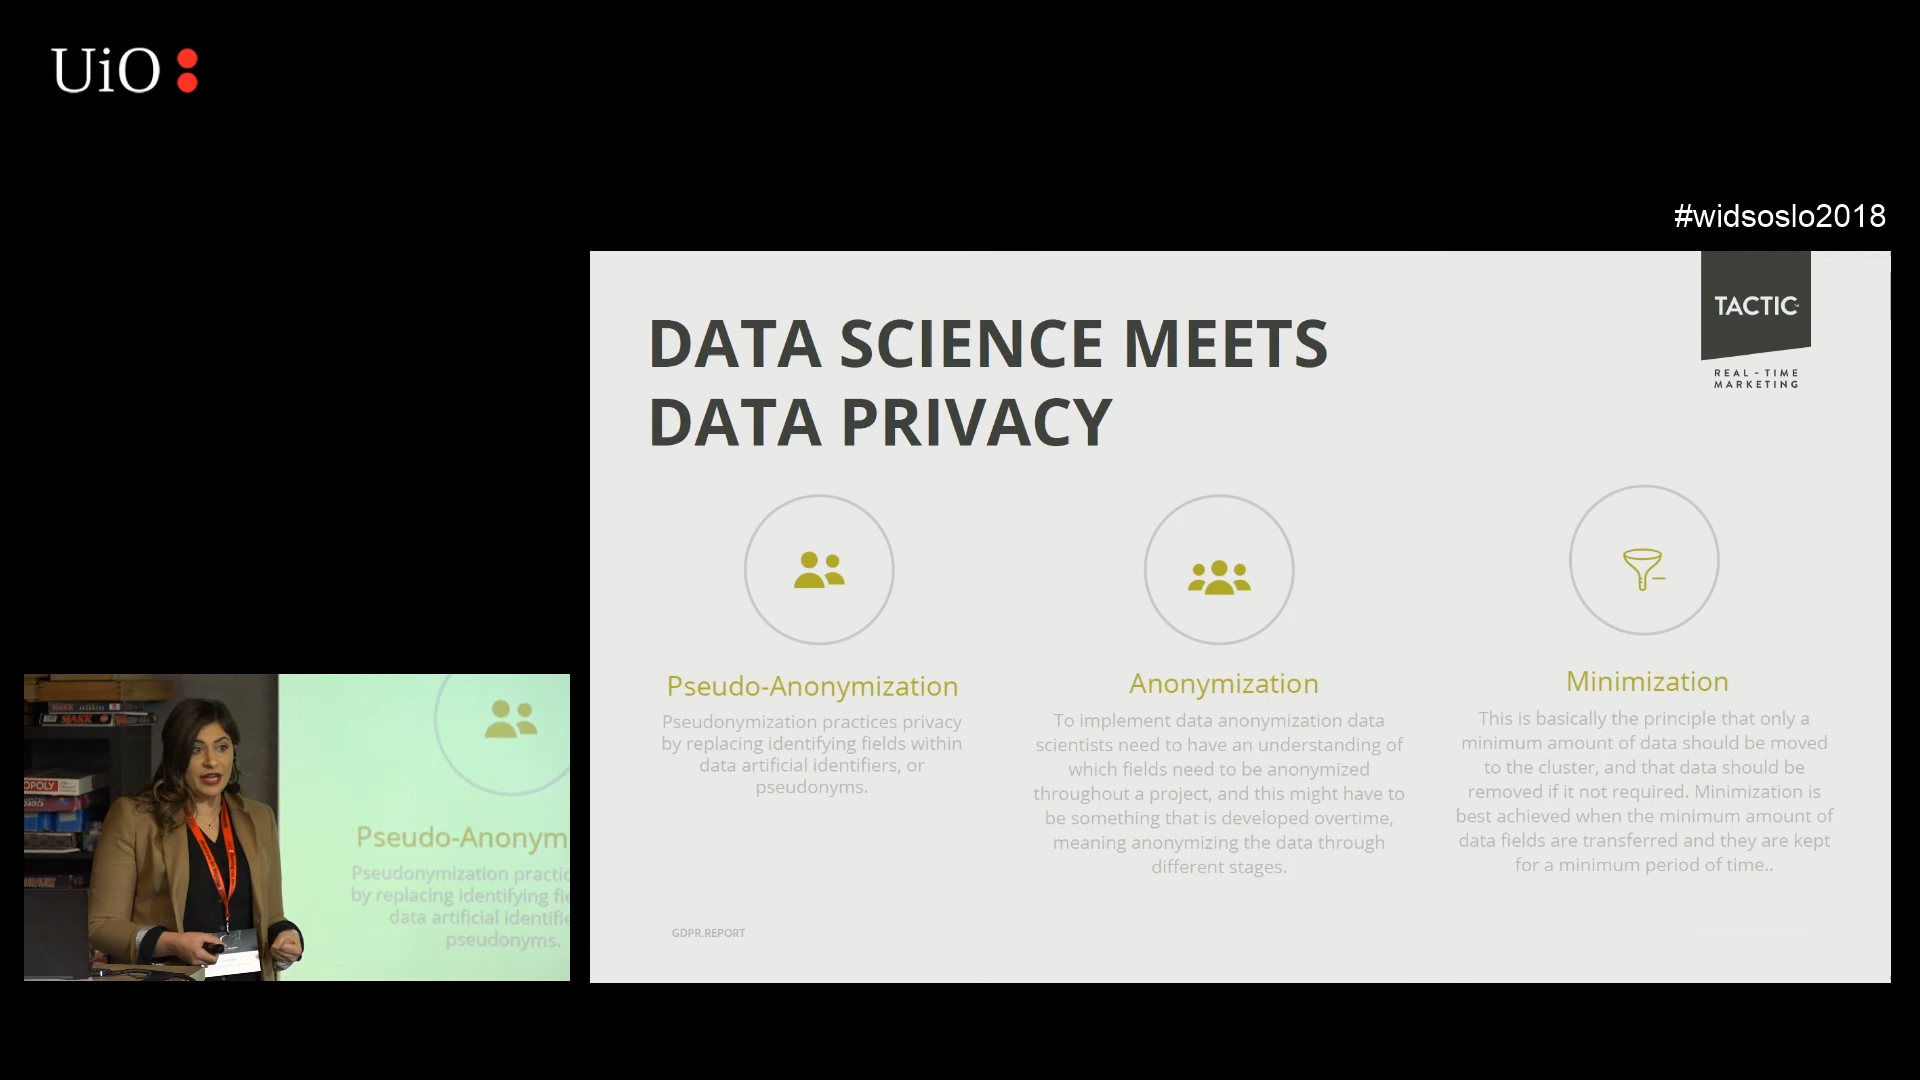 UiO
#widsoslo2018
TACTIC
REAL-TIME
MARKETING
DATA SCIENCE MEETS
DATA PRIVACY
Pseudo-Anonymization
Pseudonymization practices privacy
by replacing identifying fields within
data artificial identifiers, or
pseudonyms.
Anonymization
To implement data anonymization data
scientists need to have an understanding of
which fields need to be anonymized
throughout a project, and this might have to
be something that is developed overtime,
meaning anonymizing the data through
different stages.
Minimization
This is basically the principle that only a
minimum amount of data should be moved
to the cluster, and that data should be
removed if it not required. Minimization is
best achieved when the minimum amount of
data fields are transferred and they are kept
for a minimum period of time..
GDPR.REPORT
SJAKK
SJAKK
OPOLY
Pseudo-Anonym
Pseudonymization practic
by replacing identifying fie
data artificial identifie
pseudonyms.